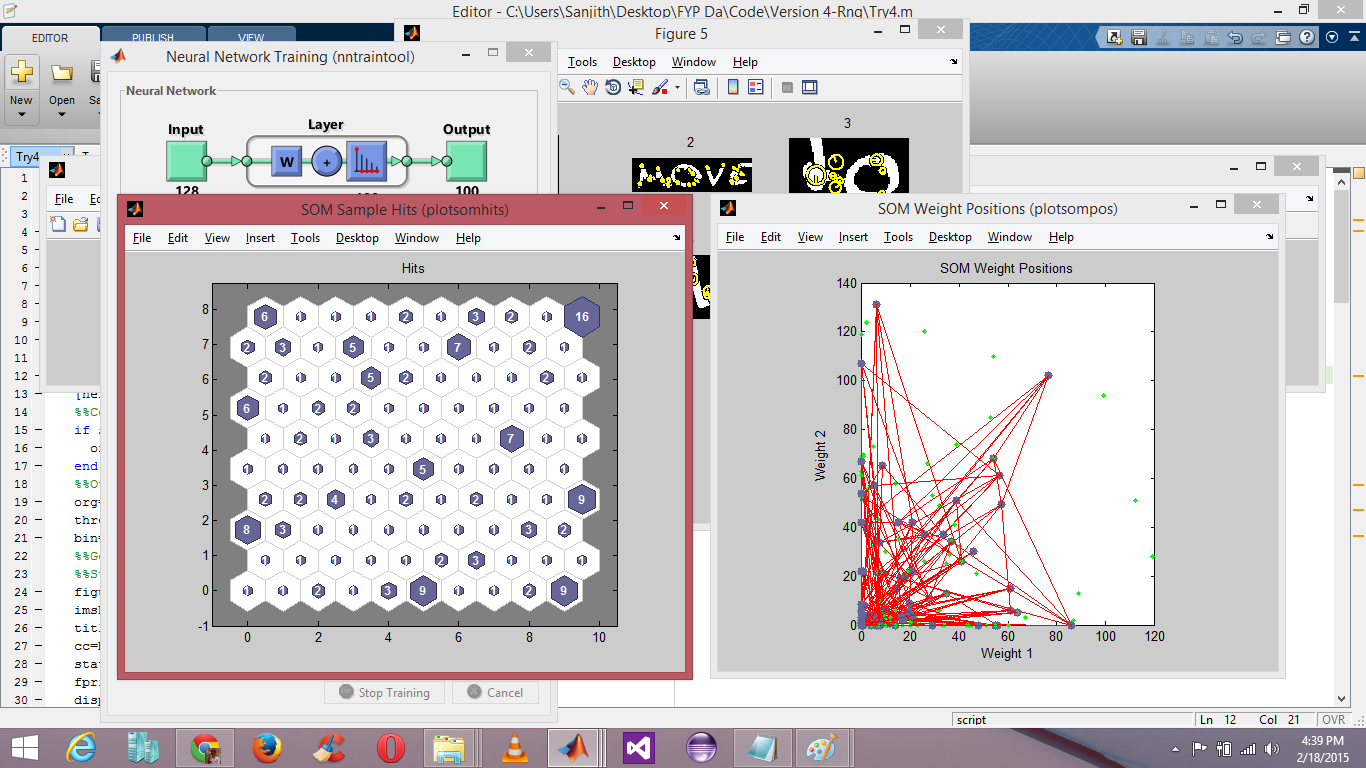 Editor - C:\Users\Sanjith\Desktop\FYP Da\Code\Version 4-Rng\Try4.m
EDITOR PUBLISH VIEW
New Open
Neural Network Training (nntraintool)
Neural Network
Input Layer Output
W +
128 100
Stop Training Cancel
Figure 5
Tools Desktop Window Help
2 3
MOVE
Try4
File
1
2
3
4
5
6
7
8
9
10
11
12
13
14 %%Co
15 if
16
17 end
18 %%O
19 org=
20 thre
21 bin=
22 %%Ge
23 %%St
24 figu
25 imsh
26 titl
27 cc=
28 sta
29 fpri
30 disp
SOM Sample Hits (plotsomhits)
File Edit View Insert Tools Desktop Window Help
Hits
8 6 1 1 1 2 1 3 2 1 16
7 2 3 1 5 1 1 7 1 2 1
6 2 1 1 5 2 1 1 1 2 1
5 6 1 2 2 1 1 1 1 1 1
4 1 2 1 3 1 1 1 7 1 1
3 1 1 1 1 1 5 1 1 1 1
2 2 4 1 2 1 2 1 1 9
2 8 3 1 1 1 1 1 1 3 2
1 1 1 1 1 1 2 3 1 1 1
0 1 1 2 1 3 9 1 1 2 9
-1
0 2 4 6 8 10
SOM Weight Positions (plotsompos)
File Edit View Insert Tools Desktop Window Help
SOM Weight Positions
140
120
100
80
60
40
20
0
Weight 2
0 20 40 60 80 100 120
Weight 1
script Ln 12 Col 21 OVR
4:39 PM
2/18/2015